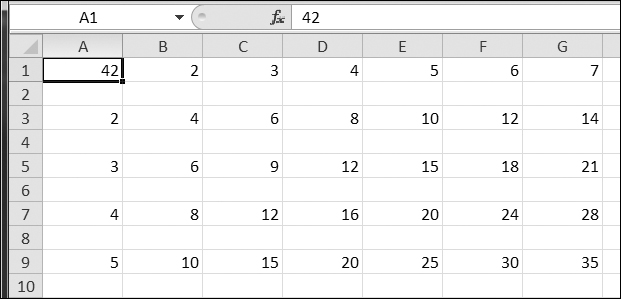 A1 fx 42
A B C D E F G
1 42 2 3 4 5 6 7
2
3 2 4 6 8 10 12 14
4
5 3 6 9 12 15 18 21
6
7 4 8 12 16 20 24 28
8
9 5 10 15 20 25 30 35
10